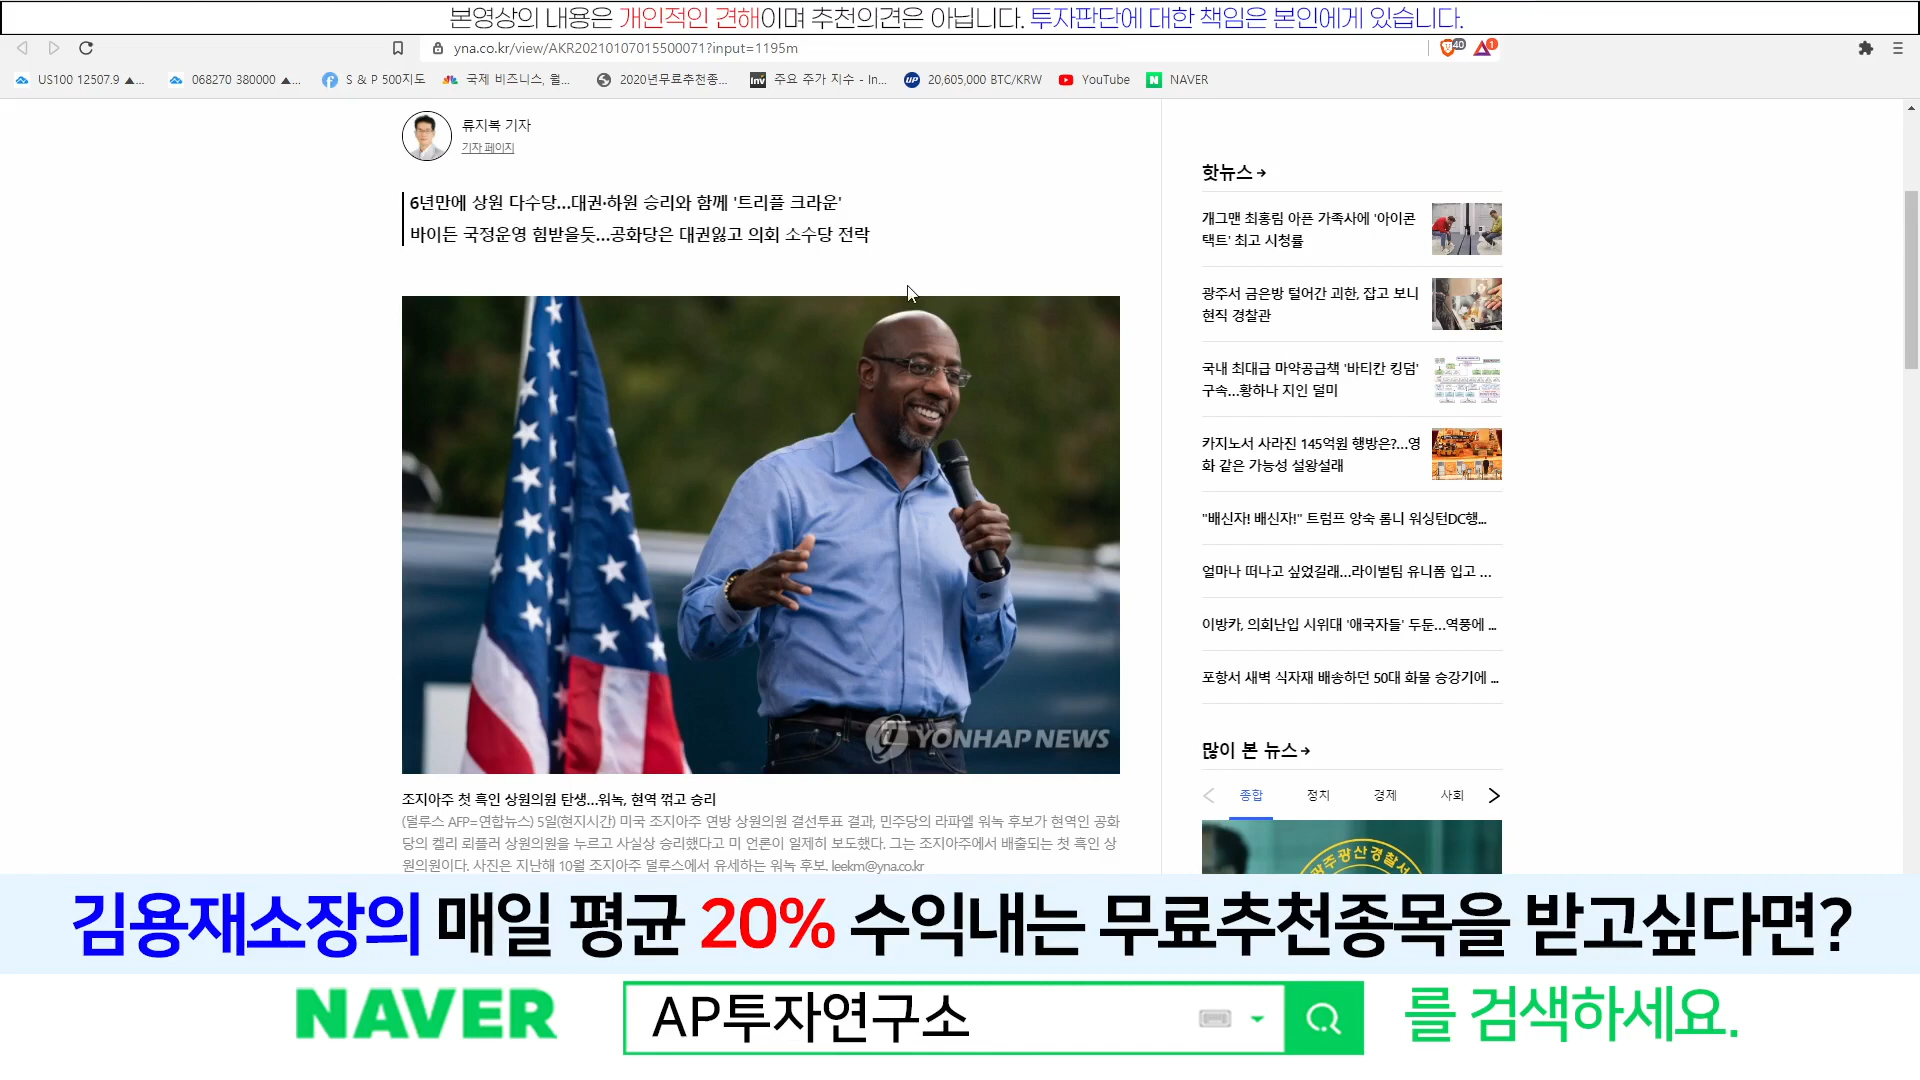 본영상의 내용은 개인적인 견해이며 추천의견은 아닙니다. 투자판단에 대한 책임은 본인에게 있습니다.
yna.co.kr/view/AKR20210107015500071?input=1195m
40
1
US100 12507.9 ▲...
068270 380000 ▲...
S & P 500지도
국제 비즈니스, 월...
2020년무료추천종...
Inv
주요 주가 지수 - In...
UP
20,605,000 BTC/KRW
YouTube
N
NAVER
류지복 기자
기자 페이지
6년만에 상원 다수당...대권·하원 승리와 함께 '트리플 크라운'
바이든 국정운영 힘받을듯...공화당은 대권잃고 의회 소수당 전락
YONHAP NEWS
조지아주 첫 흑인 상원의원 탄생...워녹, 현역 꺾고 승리
(덜루스 AFP=연합뉴스) 5일(현지시간) 미국 조지아주 연방 상원의원 결선투표 결과, 민주당의 라파엘 워녹 후보가 현역인 공화
당의 켈리 뢰플러 상원의원을 누르고 사실상 승리했다고 미 언론이 일제히 보도했다. 그는 조지아주에서 배출되는 첫 흑인 상
원의원이다. 사진은 지난해 10월 조지아주 덜루스에서 유세하는 워녹 후보. leekm@yna.co.kr
핫뉴스
개그맨 최홍림 아픈 가족사에 '아이콘
택트' 최고 시청률
광주서 금은방 털어간 괴한, 잡고 보니
현직 경찰관
국내 최대급 마약공급책 '바티칸 킹덤'
구속...황하나 지인 덜미
카지노서 사라진 145억원 행방은?...영
화 같은 가능성 설왕설래
"배신자! 배신자!" 트럼프 앙숙 롬니 워싱턴DC행...
얼마나 떠나고 싶었길래...라이벌팀 유니폼 입고 ...
이방카, 의회난입 시위대 '애국자들' 두둔...역풍에 ...
포항서 새벽 식자재 배송하던 50대 화물 승강기에 ...
많이 본 뉴스
종합 정치 경제 사회
광주광산경찰서
김용재소장의 매일 평균 20% 수익내는 무료추천종목을 받고싶다면?
NAVER AP투자연구소 를 검색하세요.